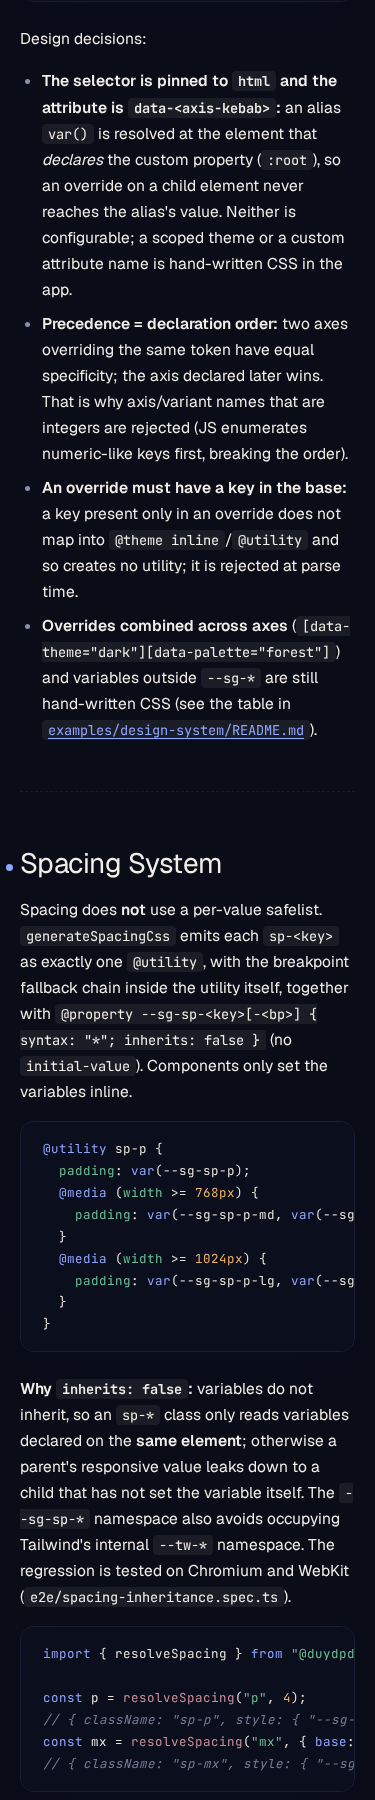 Design decisions:
The selector is pinned to html and the
attribute is data-<axis-kebab>: an alias
var() is resolved at the element that
declares the custom property (:root), so
an override on a child element never
reaches the alias's value. Neither is
configurable; a scoped theme or a custom
attribute name is hand-written CSS in the
app.
Precedence = declaration order: two axes
overriding the same token have equal
specificity; the axis declared later wins.
That is why axis/variant names that are
integers are rejected (JS enumerates
numeric-like keys first, breaking the order).
An override must have a key in the base:
a key present only in an override does not
map into @theme inline/@utility and
so creates no utility; it is rejected at parse
time.
Overrides combined across axes ([data-
theme="dark"][data-palette="forest"])
and variables outside --sg-* are still
hand-written CSS (see the table in
examples/design-system/README.md).
Spacing System
Spacing does not use a per-value safelist.
generateSpacingCss emits each sp-<key>
as exactly one @utility, with the breakpoint
fallback chain inside the utility itself, together
with @property --sg-sp-<key>[-<bp>] {
syntax: "*"; inherits: false } (no
initial-value). Components only set the
variables inline.
@utility sp-p {
  padding: var(--sg-sp-p);
  @media (width >= 768px) {
    padding: var(--sg-sp-p-md, var(--sg
  }
  @media (width >= 1024px) {
    padding: var(--sg-sp-p-lg, var(--sg
  }
}
Why inherits: false: variables do not
inherit, so an sp-* class only reads variables
declared on the same element; otherwise a
parent's responsive value leaks down to a
child that has not set the variable itself. The -
-sg-sp-* namespace also avoids occupying
Tailwind's internal --tw-* namespace. The
regression is tested on Chromium and WebKit
(e2e/spacing-inheritance.spec.ts).
import { resolveSpacing } from "@duydpd
const p = resolveSpacing("p", 4);
// { className: "sp-p", style: { "--sg-
const mx = resolveSpacing("mx", { base:
// { className: "sp-mx", style: { "--sg